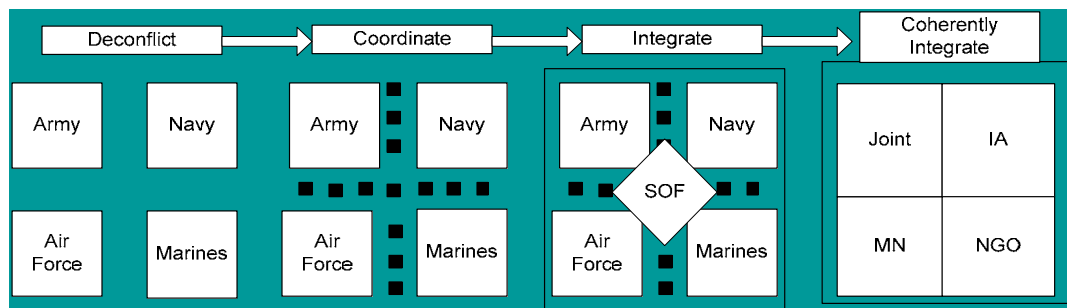 Deconflict
Coordinate
Integrate
Coherently
Integrate
Army
Navy
Army
Navy
Army
Navy
Joint
IA
SOF
Air
Force
Marines
Air
Force
Marines
Air
Force
Marines
MN
NGO